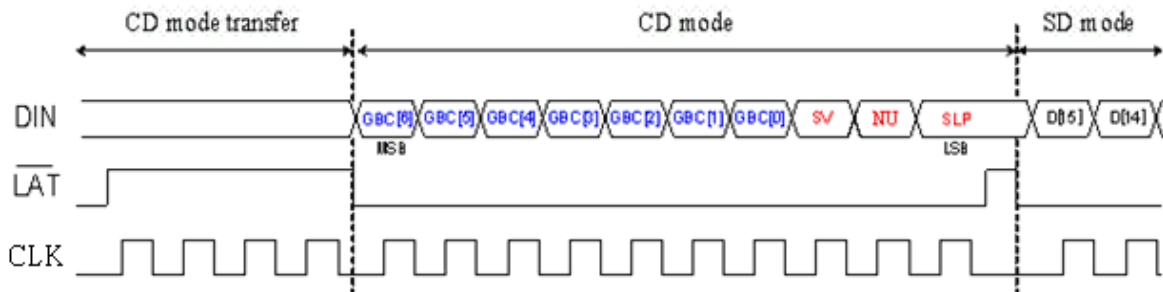 CD mode transfer CD mode SD mode
DIN GBC[6] GBC[5] GBC[4] GBC[3] GBC[2] GBC[1] GBC[0] SV NU SLP D[15] D[14]
MSB LSB
LAT
CLK